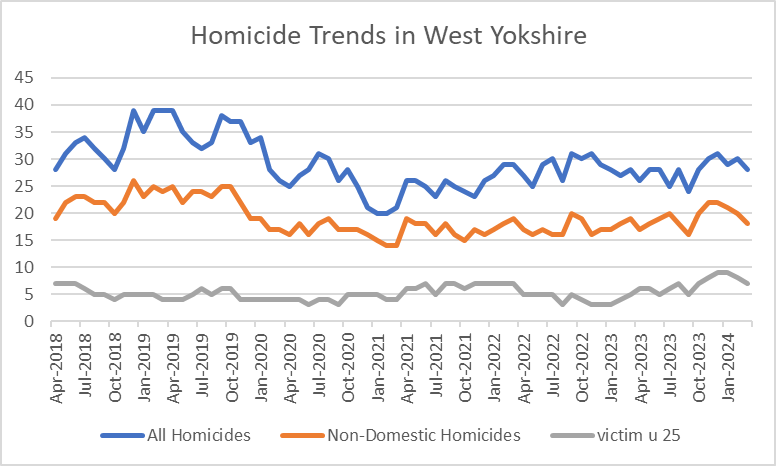 Homicide Trends in West Yokshire
45
40
35
30
25
20
15
10
5
0
Apr-2018
Jul-2018
Oct-2018
Jan-2019
Apr-2019
Jul-2019
Oct-2019
Jan-2020
Apr-2020
Jul-2020
Oct-2020
Jan-2021
Apr-2021
Jul-2021
Oct-2021
Jan-2022
Apr-2022
Jul-2022
Oct-2022
Jan-2023
Apr-2023
Jul-2023
Oct-2023
Jan-2024
All Homicides Non-Domestic Homicides victim u 25